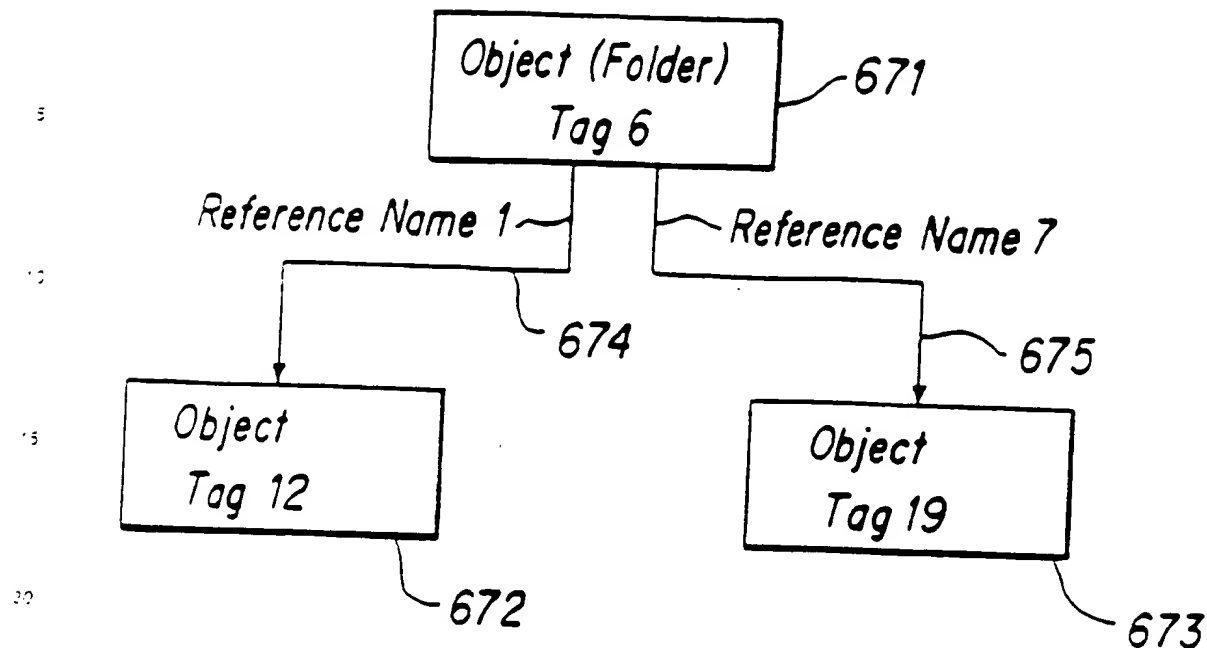 Object (Folder)
Tag 6
671
Reference Name 1
Reference Name 7
674
675
Object
Tag 12
Object
Tag 19
672
673